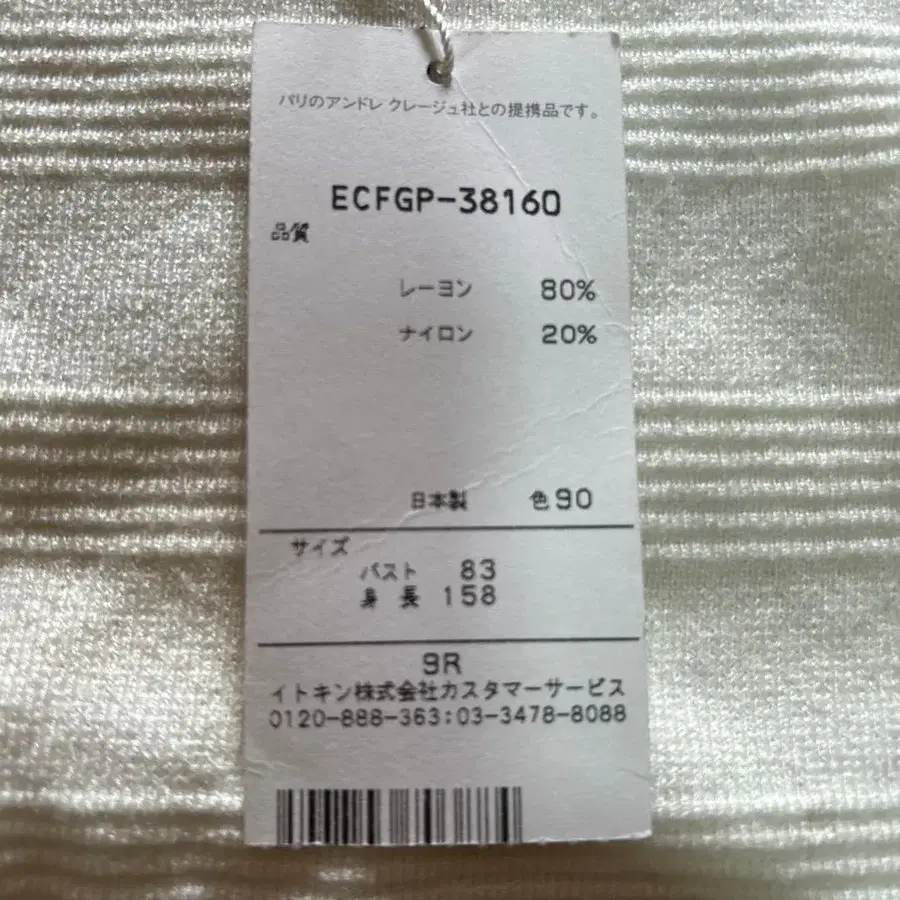 パリのアンドレ クレージュ社との提携品です。
ECFGP-38160
品質
レーヨン 80%
ナイロン 20%
日本製 色90
サイズ
バスト 83
身長 158
9R
イトキン株式会社カスタマーサービス
0120-888-363:03-3478-8088